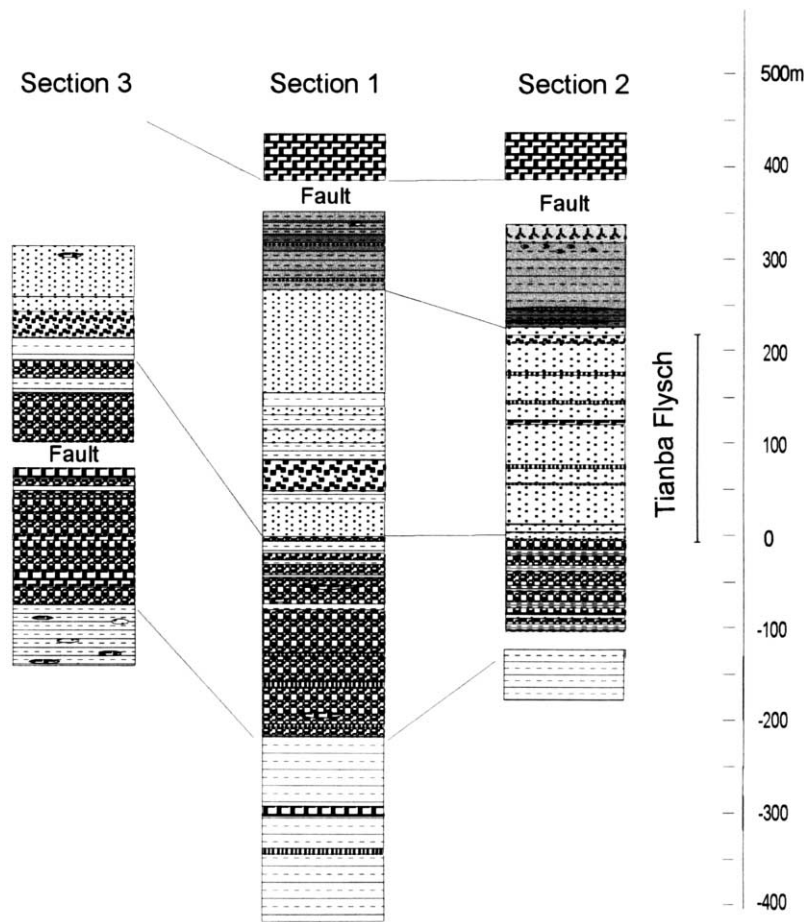 Section 3
Section 1
Section 2
500m
400
300
200
100
0
-100
-200
-300
-400
Fault
Fault
Fault
Tianba Flysch